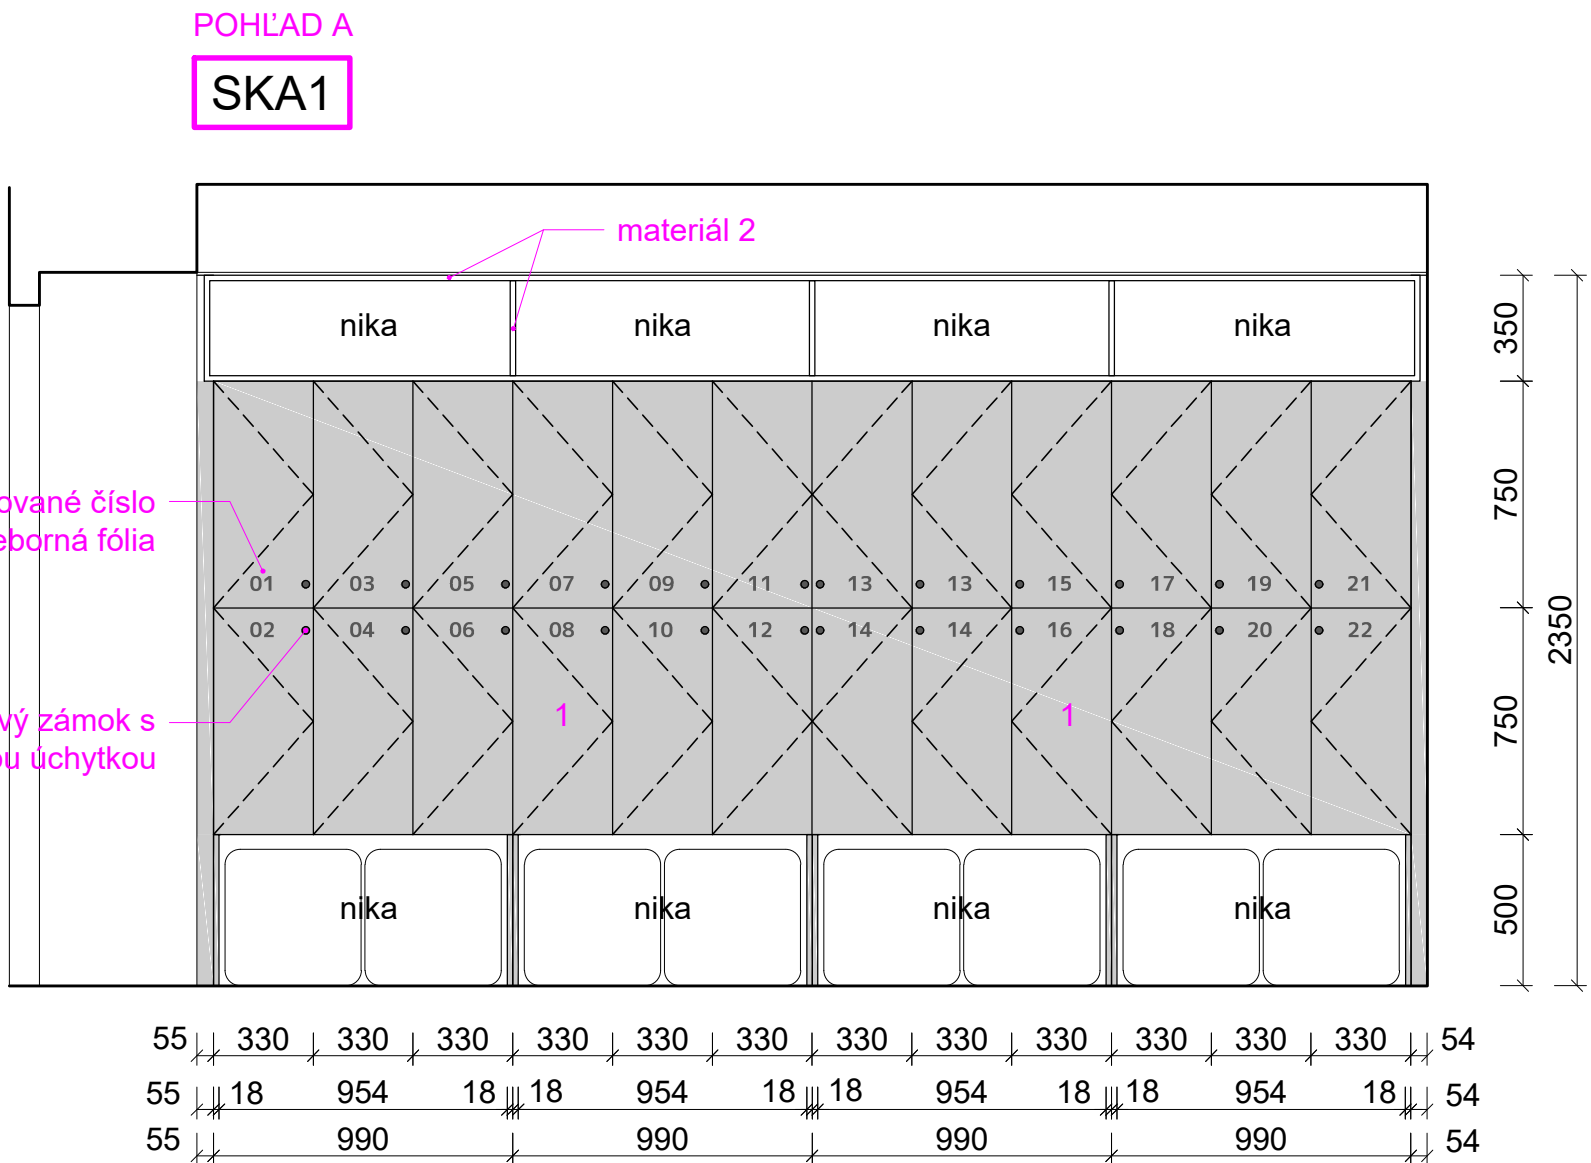 POHĽAD A
SKA1
materiál 2
nika nika nika nika
350
ované číslo
eborná fólia
750
01 03 05 07 09 11 13 13 15 17 19 21
02 04 06 08 10 12 14 14 16 18 20 22
2350
vý zámok s
ou úchytkou
1 1
750
nika nika nika nika
500
55 330 330 330 330 330 330 330 330 330 330 330 330 54
55 18 954 18 18 954 18 18 954 18 18 954 18 54
55 990 990 990 990 54